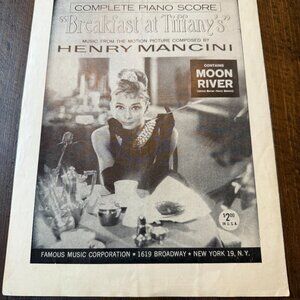 COMPLETE PIANO SCORE
"Breakfast at Tiffany's"
MUSIC FROM THE MOTION PICTURE COMPOSED BY
HENRY MANCINI
CONTAINS
MOON
RIVER
$2.00
IN U.S.A.
FAMOUS MUSIC CORPORATION • 1619 BROADWAY • NEW YORK 19, N.Y.